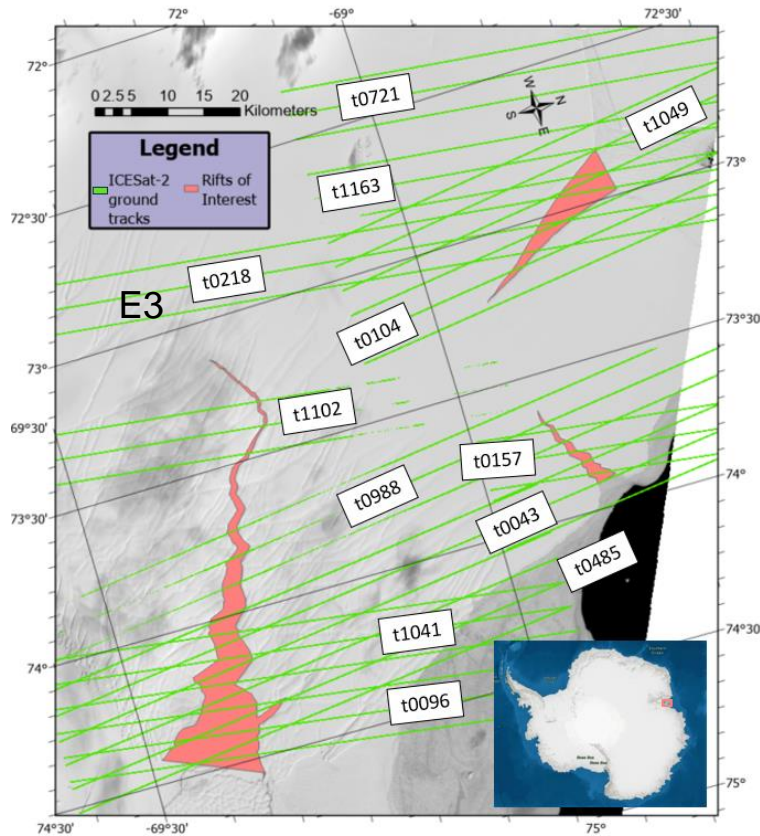 72°
-69°
72°30'
72°
0 2.5 5 10 15 20
Kilometers
t0721
W N
S E
t1049
Legend
ICESat-2 ground tracks
Rifts of Interest
t1163
73°
72°30'
t0218
E3
t0104
73°30'
73°
t1102
69°30'
t0157
74°
t0988
73°30'
t0043
t0485
t1041
74°30'
74°
t0096
75°
74°30'
-69°30'
75°